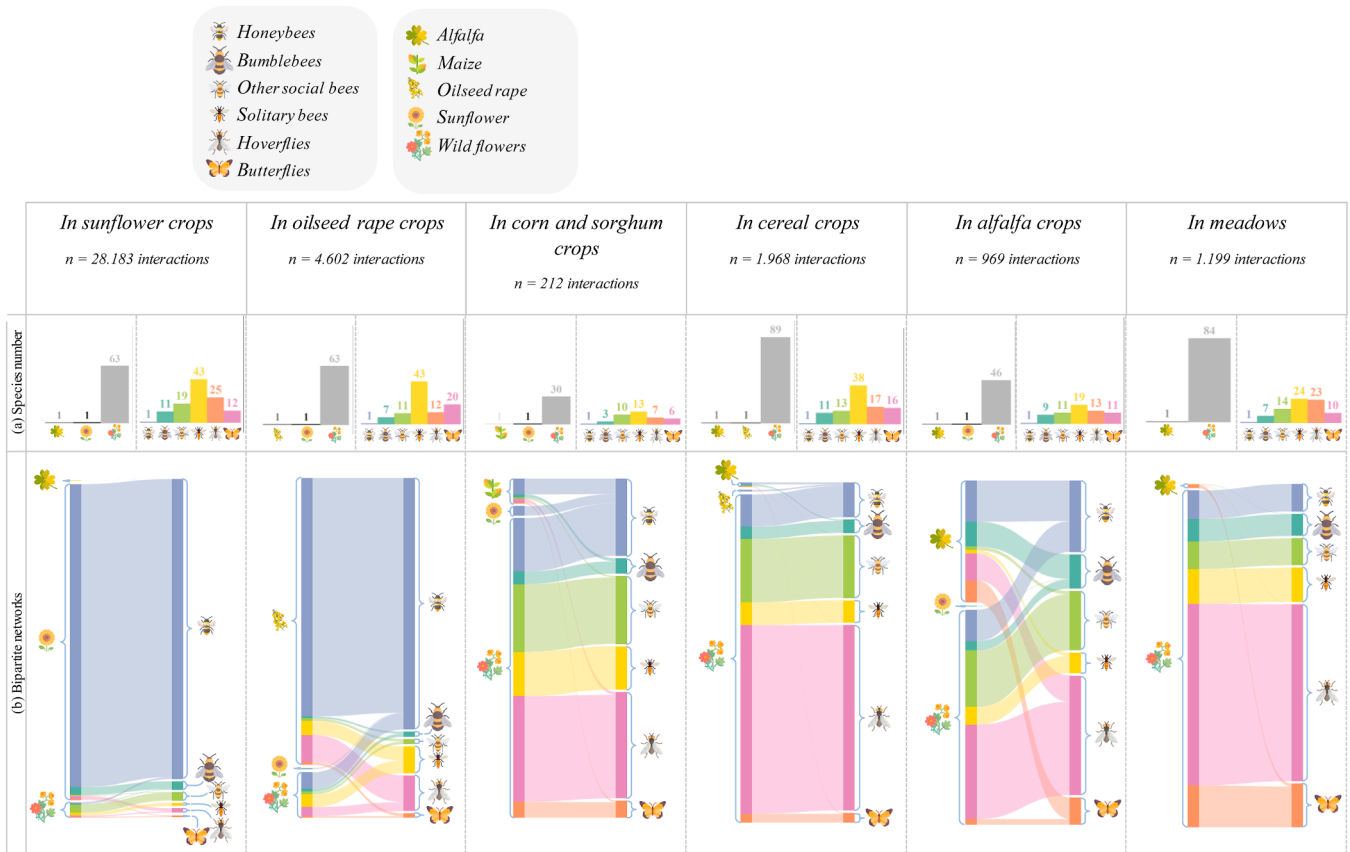 Honeybees
Bumblebees
Other social bees
Solitary bees
Hoverflies
Butterflies
Alfalfa
Maize
Oilseed rape
Sunflower
Wild flowers
In sunflower crops
n = 28.183 interactions
In oilseed rape crops
n = 4.602 interactions
In corn and sorghum
crops
n = 212 interactions
In cereal crops
n = 1.968 interactions
In alfalfa crops
n = 969 interactions
In meadows
n = 1.199 interactions
(a) Species number
1 1 63 1 11 19 43 25 12
1 1 63 1 7 11 43 12 20
1 1 30 1 3 10 13 7 6
1 1 89 1 11 13 38 17 16
1 1 46 1 9 11 19 13 11
1 84 1 7 14 24 23 10
(b) Bipartite networks